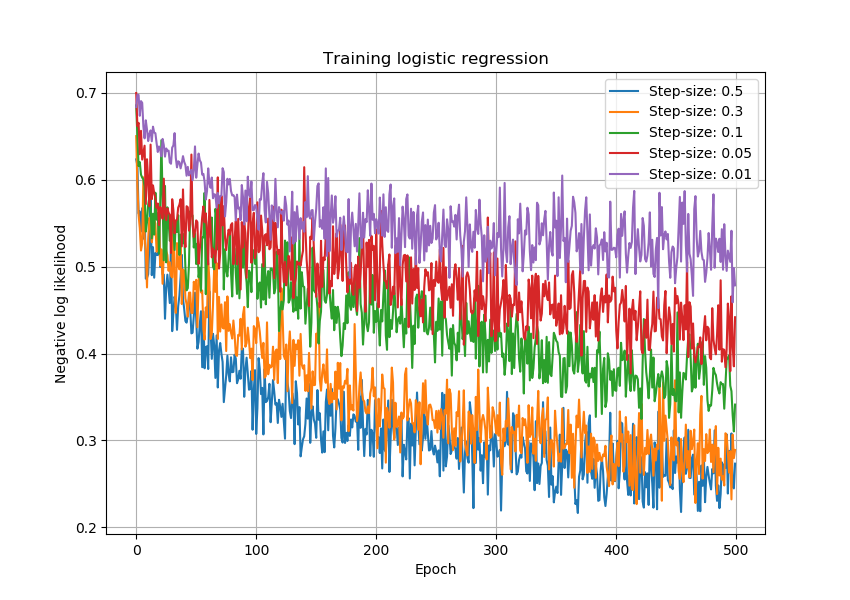 Training logistic regression
Negative log likelihood
0.7
0.6
0.5
0.4
0.3
0.2
Step-size: 0.5
Step-size: 0.3
Step-size: 0.1
Step-size: 0.05
Step-size: 0.01
0 100 200 300 400 500
Epoch